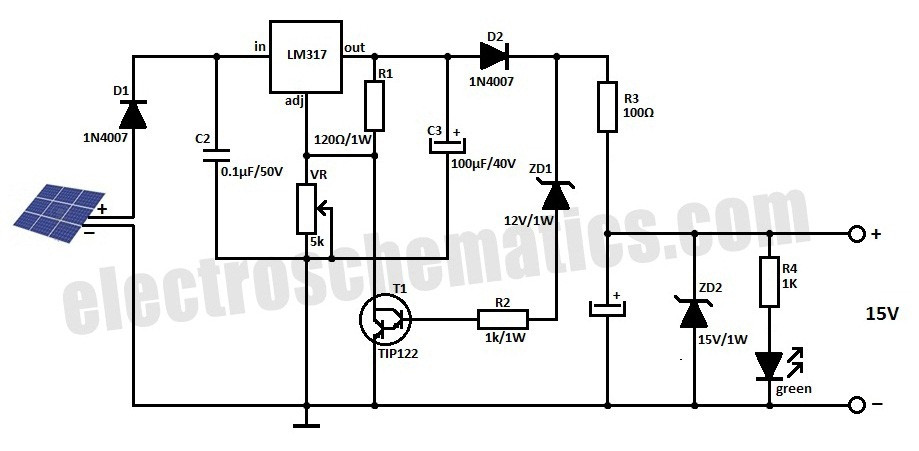 D2
in
LM317
out
1N4007
D1
1N4007
adj
R1
120Ω/1W
C2
0.1µF/50V
C3
+
100µF/40V
R3
100Ω
VR
5k
ZD1
12V/1W
+
−
electroschematics.com
T1
TIP122
R2
1k/1W
+
ZD2
15V/1W
R4
1K
green
+
15V
−